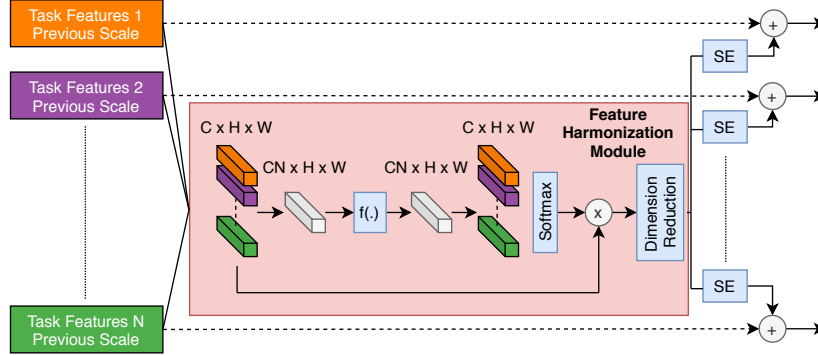 Task Features 1
Previous Scale
Task Features 2
Previous Scale
Task Features N
Previous Scale
C x H x W
CN x H x W
f(.)
CN x H x W
C x H x W
Feature
Harmonization
Module
Softmax
x
Dimension
Reduction
SE
+
SE
+
SE
+